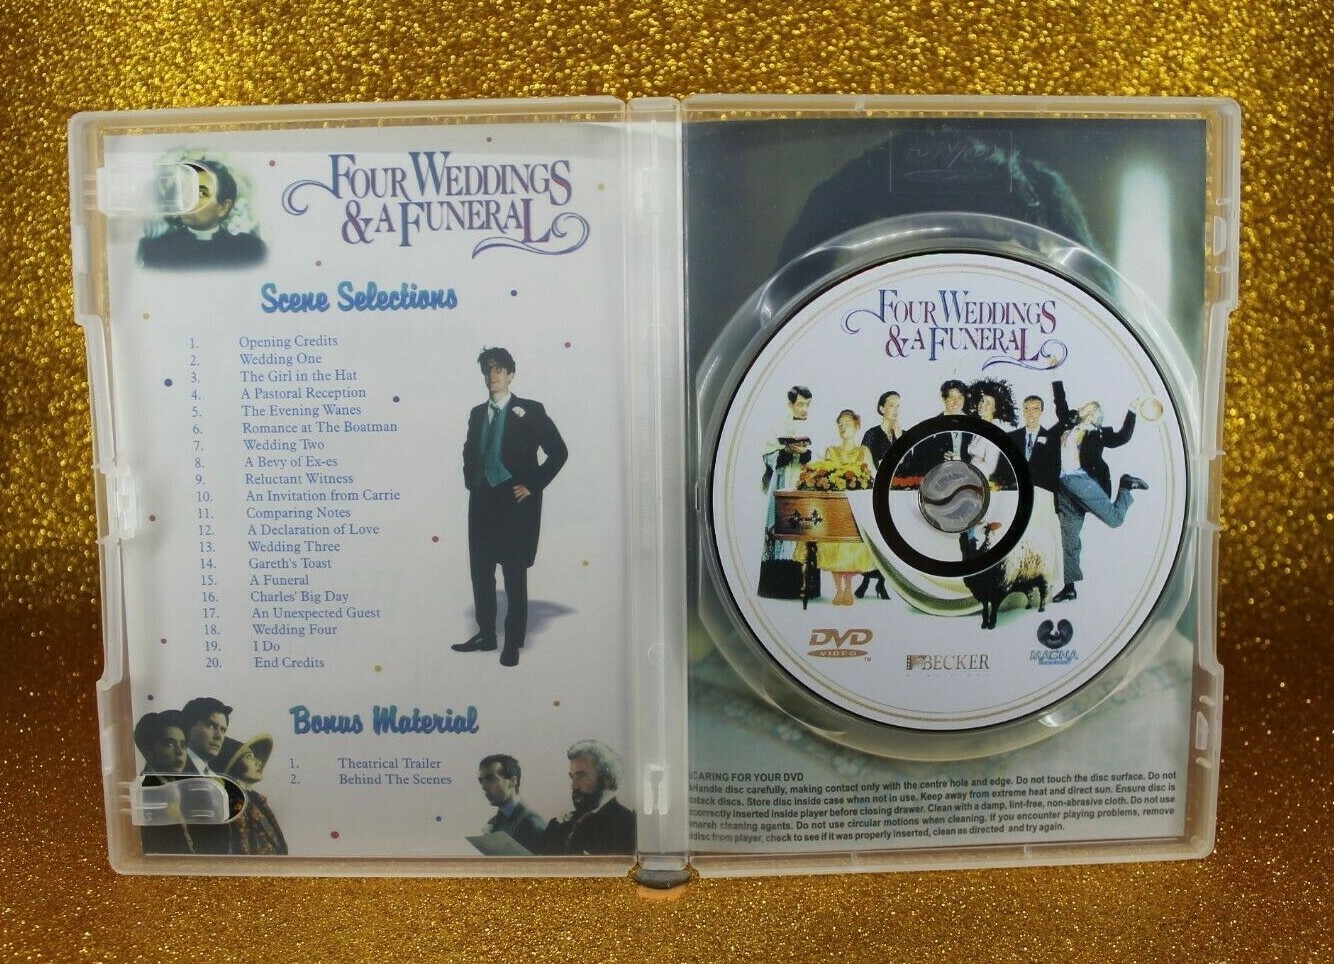 FOUR WEDDINGS
& A FUNERAL
Scene Selections
1. Opening Credits
2. Wedding One
3. The Girl in the Hat
4. A Pastoral Reception
5. The Evening Wanes
6. Romance at The Boatman
7. Wedding Two
8. A Bevy of Ex-es
9. Reluctant Witness
10. An Invitation from Carrie
11. Comparing Notes
12. A Declaration of Love
13. Wedding Three
14. Gareth's Toast
15. A Funeral
16. Charles' Big Day
17. An Unexpected Guest
18. Wedding Four
19. I Do
20. End Credits
Bonus Material
1. Theatrical Trailer
2. Behind The Scenes
FOUR WEDDINGS
& A FUNERAL
DVD
VIDEO
TM
BECKER
MAGNA
CARING FOR YOUR DVD
Handle disc carefully, making contact only with the centre hole and edge. Do not touch the disc surface. Do not
stack discs. Store disc inside case when not in use. Keep away from extreme heat and direct sun. Ensure disc is
correctly inserted inside player before closing drawer. Clean with a damp, lint-free, non-abrasive cloth. Do not use
harsh cleaning agents. Do not use circular motions when cleaning. If you encounter playing problems, remove
disc from player, check to see if it was properly inserted, clean as directed and try again.